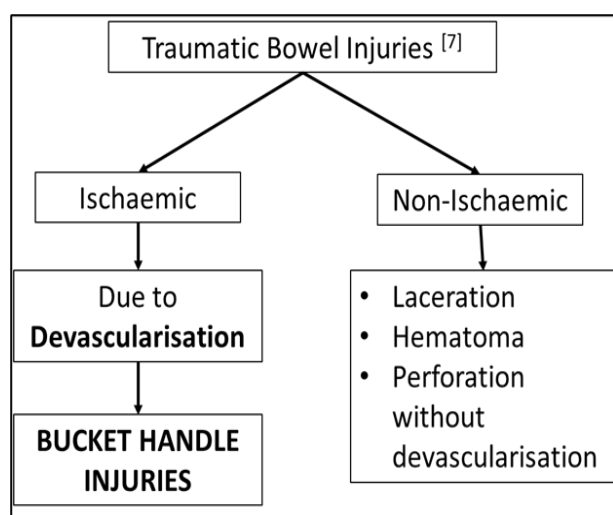 Traumatic Bowel Injuries [7]
Ischaemic
Non-Ischaemic
Due to
Devascularisation
• Laceration
• Hematoma
• Perforation
without
devascularisation
BUCKET HANDLE
INJURIES